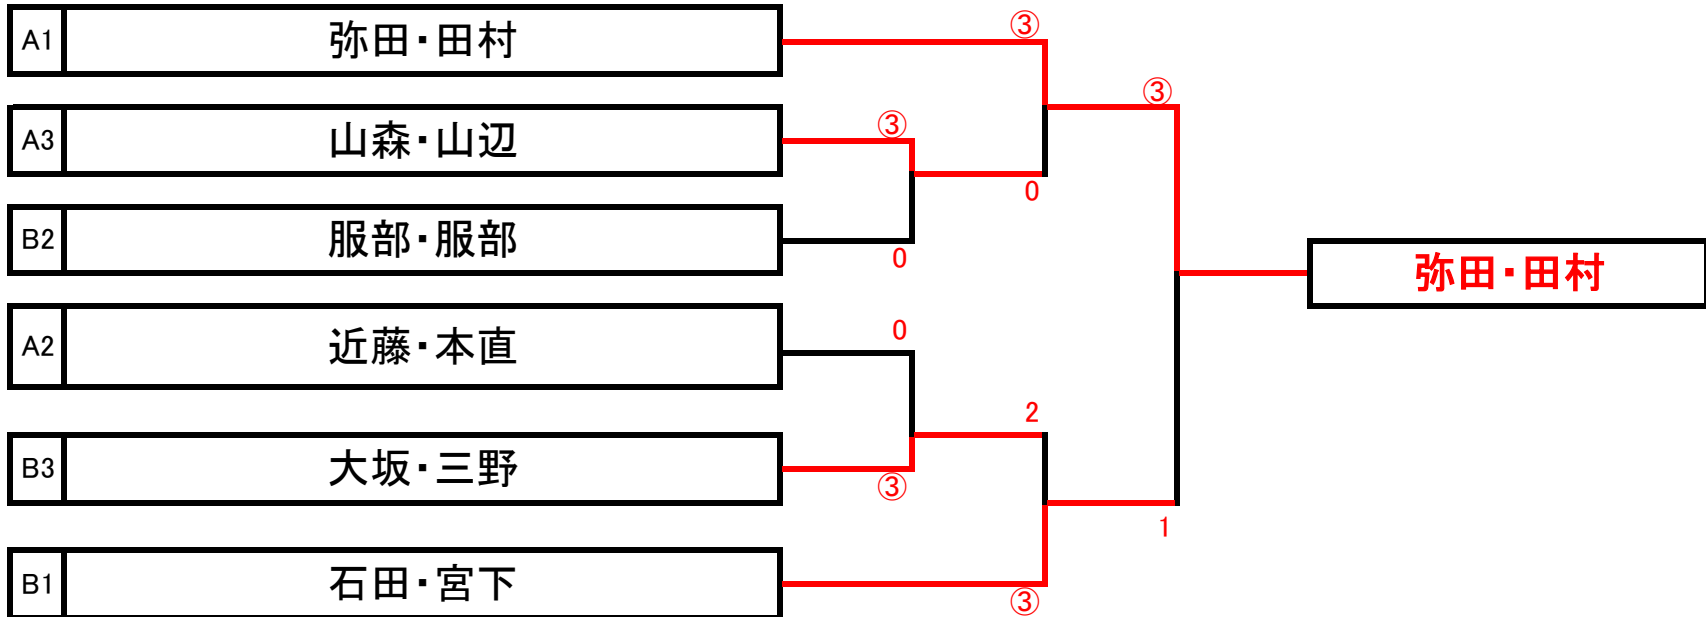 ③
A1 弥田・田村
③
③
A3 山森・山辺
0
B2 服部・服部
0
弥田・田村
0
A2 近藤・本直
2
B3 大坂・三野
③
1
B1 石田・宮下
③